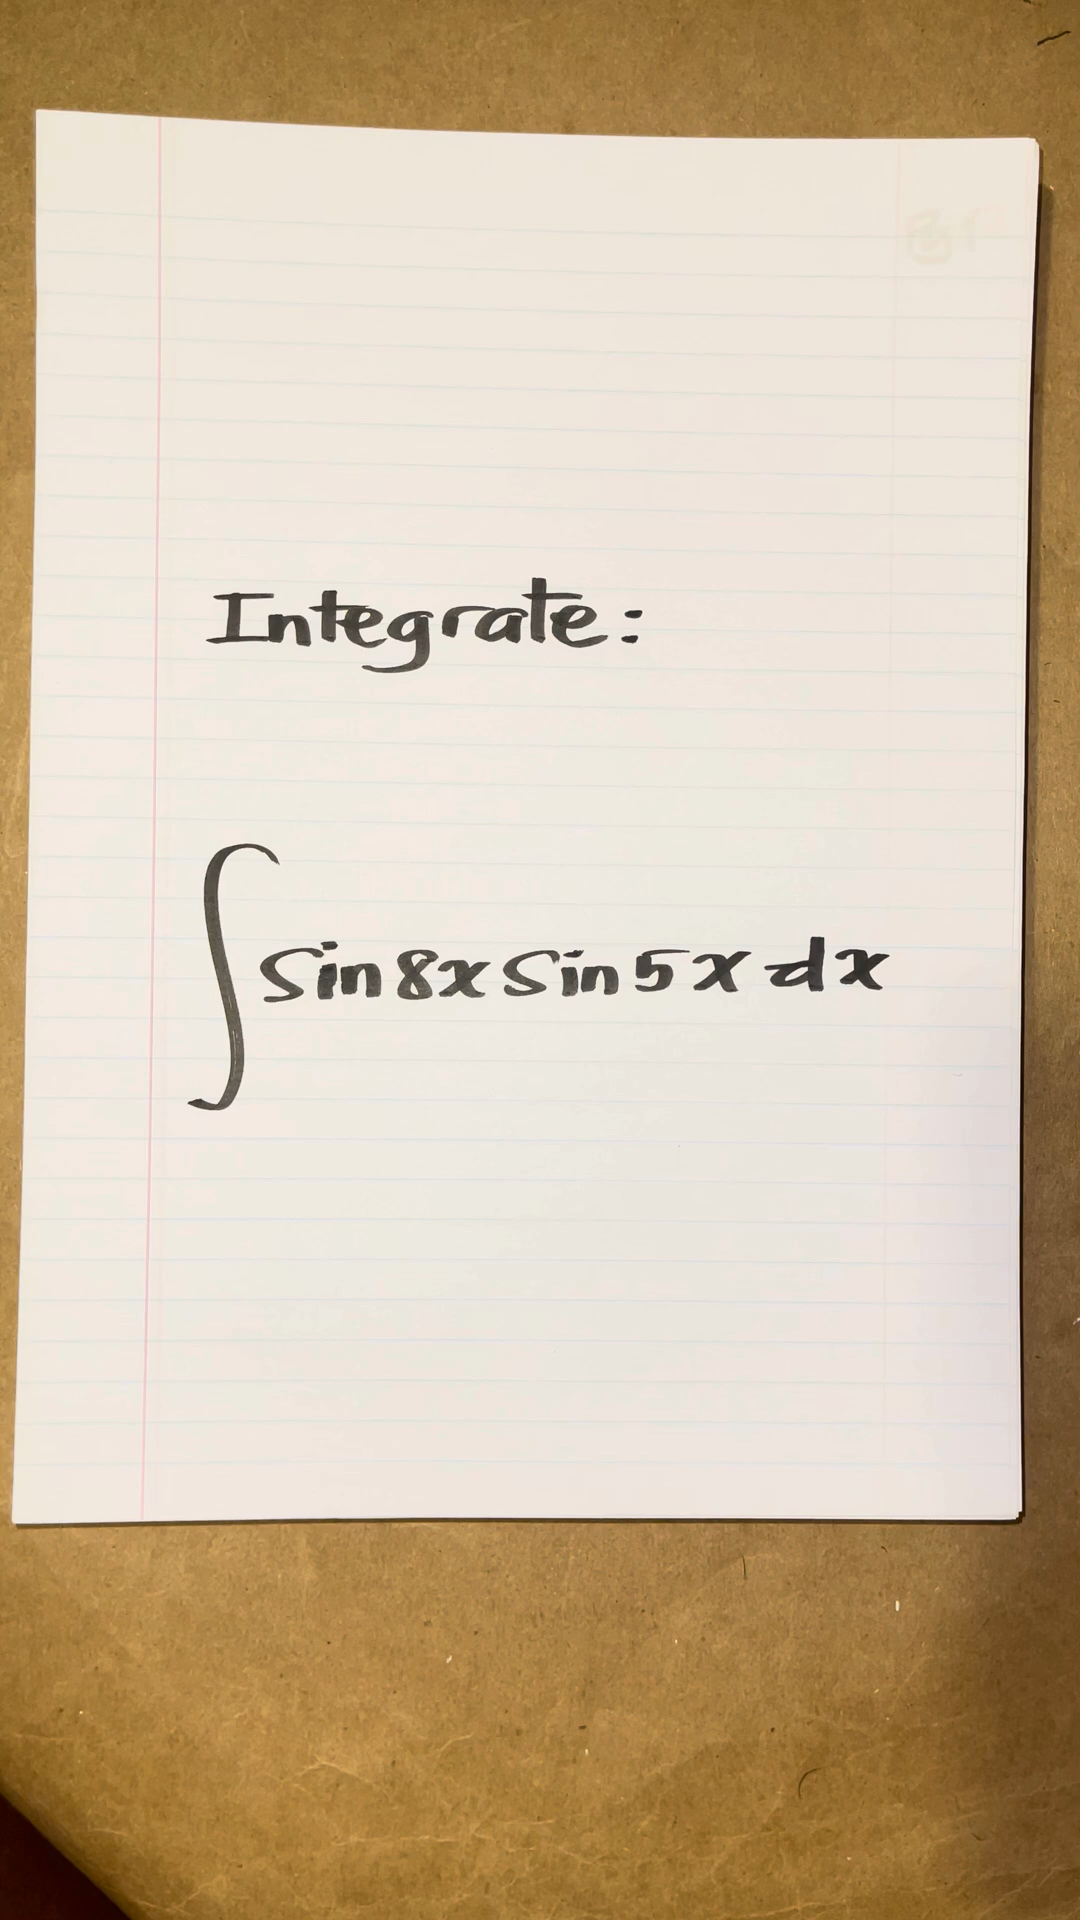 Integrate:
∫ Sin 8x Sin 5x dx